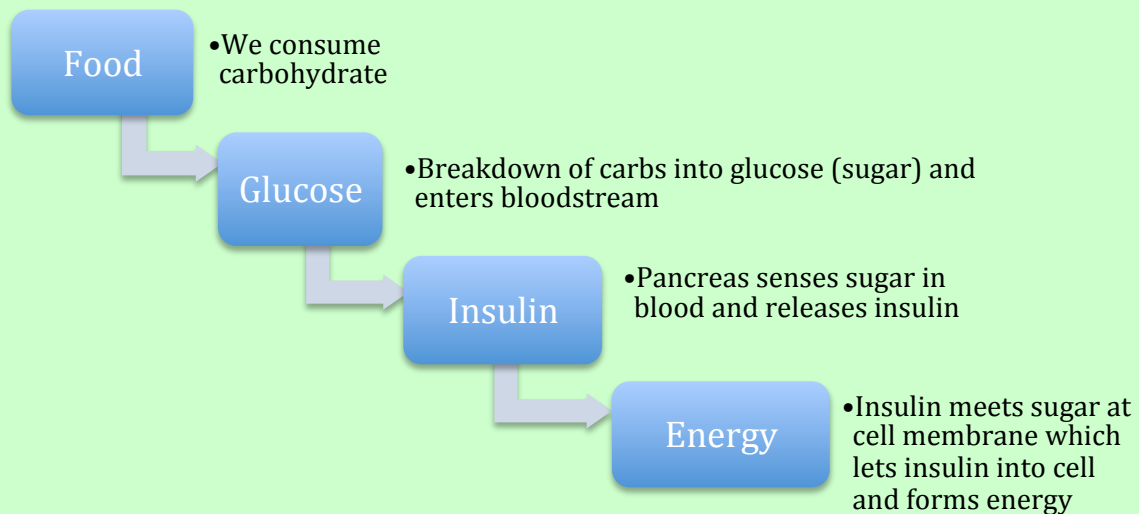 Food
•We consume
carbohydrate
Glucose
•Breakdown of carbs into glucose (sugar) and
enters bloodstream
Insulin
•Pancreas senses sugar in
blood and releases insulin
Energy
•Insulin meets sugar at
cell membrane which
lets insulin into cell
and forms energy